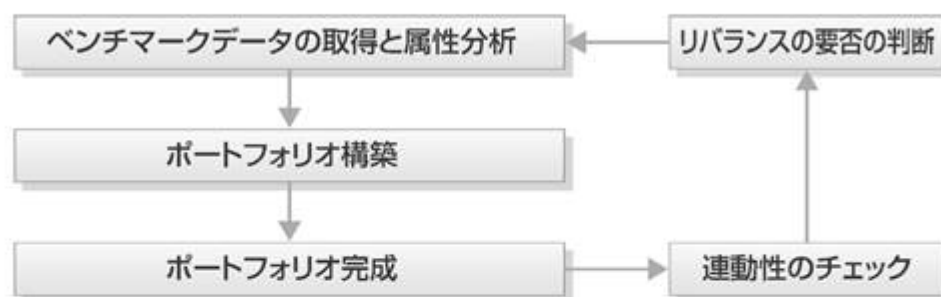 ベンチマークデータの取得と属性分析
リバランスの要否の判断
ポートフォリオ構築
ポートフォリオ完成
連動性のチェック